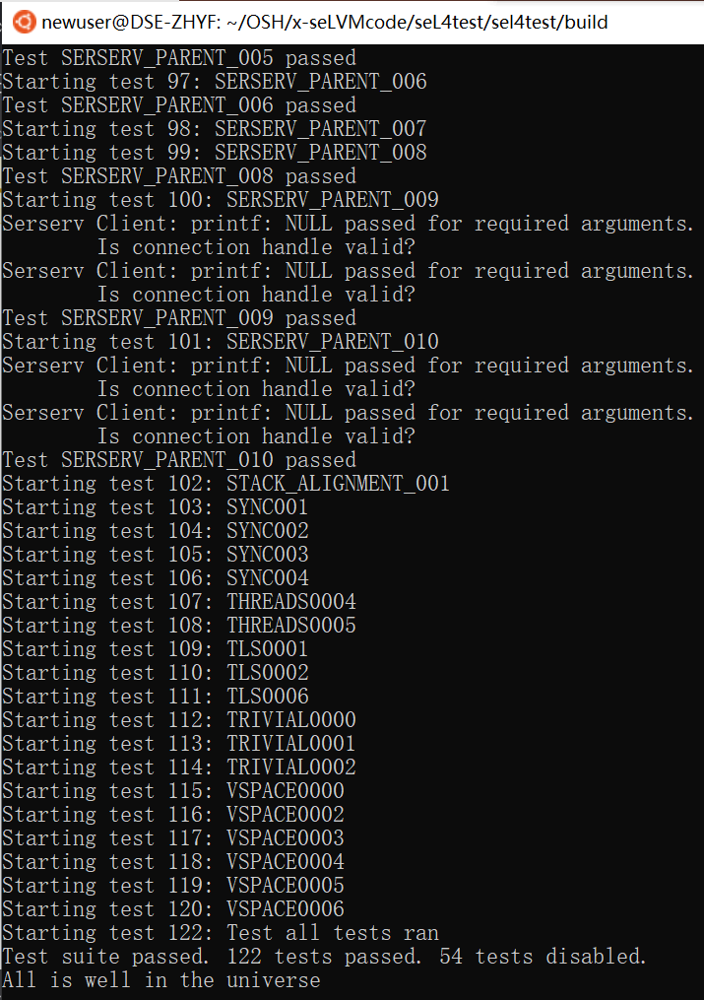 newuser@DSE-ZHYF: ~/OSH/x-seLVMcode/seL4test/sel4test/build
Test SERSERV_PARENT_005 passed
Starting test 97: SERSERV_PARENT_006
Test SERSERV_PARENT_006 passed
Starting test 98: SERSERV_PARENT_007
Starting test 99: SERSERV_PARENT_008
Test SERSERV_PARENT_008 passed
Starting test 100: SERSERV_PARENT_009
Serserv Client: printf: NULL passed for required arguments.
        Is connection handle valid?
Serserv Client: printf: NULL passed for required arguments.
        Is connection handle valid?
Test SERSERV_PARENT_009 passed
Starting test 101: SERSERV_PARENT_010
Serserv Client: printf: NULL passed for required arguments.
        Is connection handle valid?
Serserv Client: printf: NULL passed for required arguments.
        Is connection handle valid?
Test SERSERV_PARENT_010 passed
Starting test 102: STACK_ALIGNMENT_001
Starting test 103: SYNC001
Starting test 104: SYNC002
Starting test 105: SYNC003
Starting test 106: SYNC004
Starting test 107: THREADS0004
Starting test 108: THREADS0005
Starting test 109: TLS0001
Starting test 110: TLS0002
Starting test 111: TLS0006
Starting test 112: TRIVIAL0000
Starting test 113: TRIVIAL0001
Starting test 114: TRIVIAL0002
Starting test 115: VSPACE0000
Starting test 116: VSPACE0002
Starting test 117: VSPACE0003
Starting test 118: VSPACE0004
Starting test 119: VSPACE0005
Starting test 120: VSPACE0006
Starting test 122: Test all tests ran
Test suite passed. 122 tests passed. 54 tests disabled.
All is well in the universe